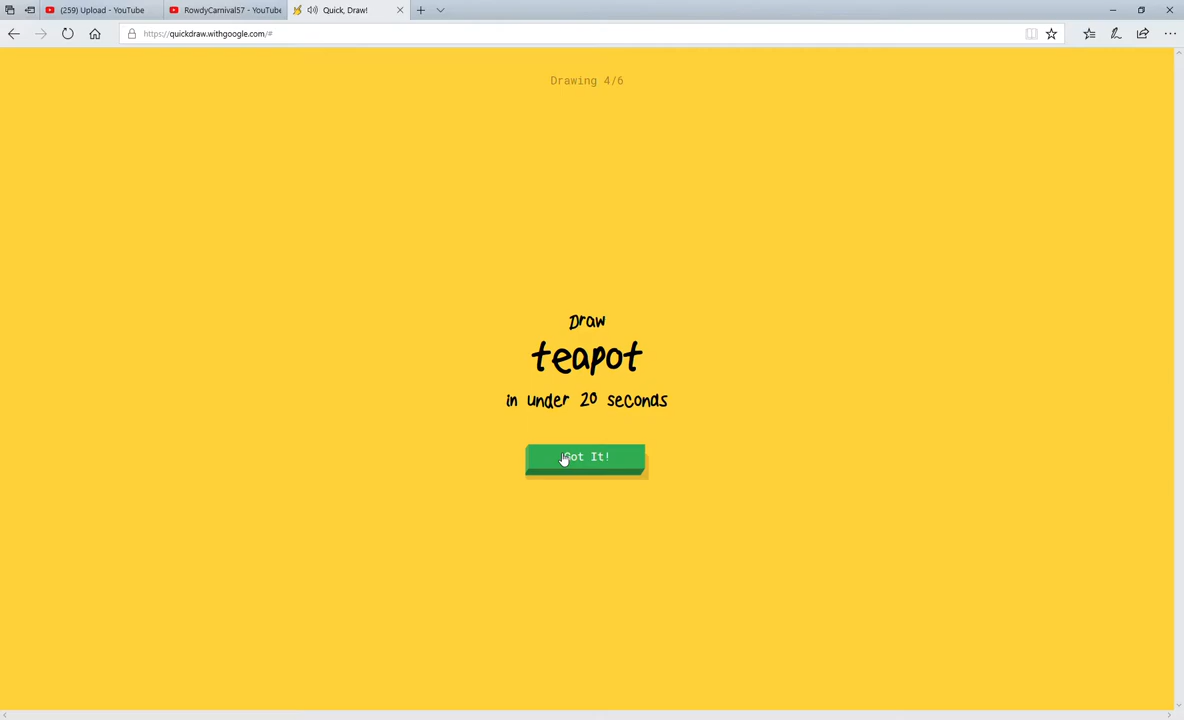 (259) Upload - YouTube
RowdyCarnival57 - YouTube
Quick, Draw!
https://quickdraw.withgoogle.com/#
Drawing 4/6
Draw
teapot
in under 20 seconds
Got It!